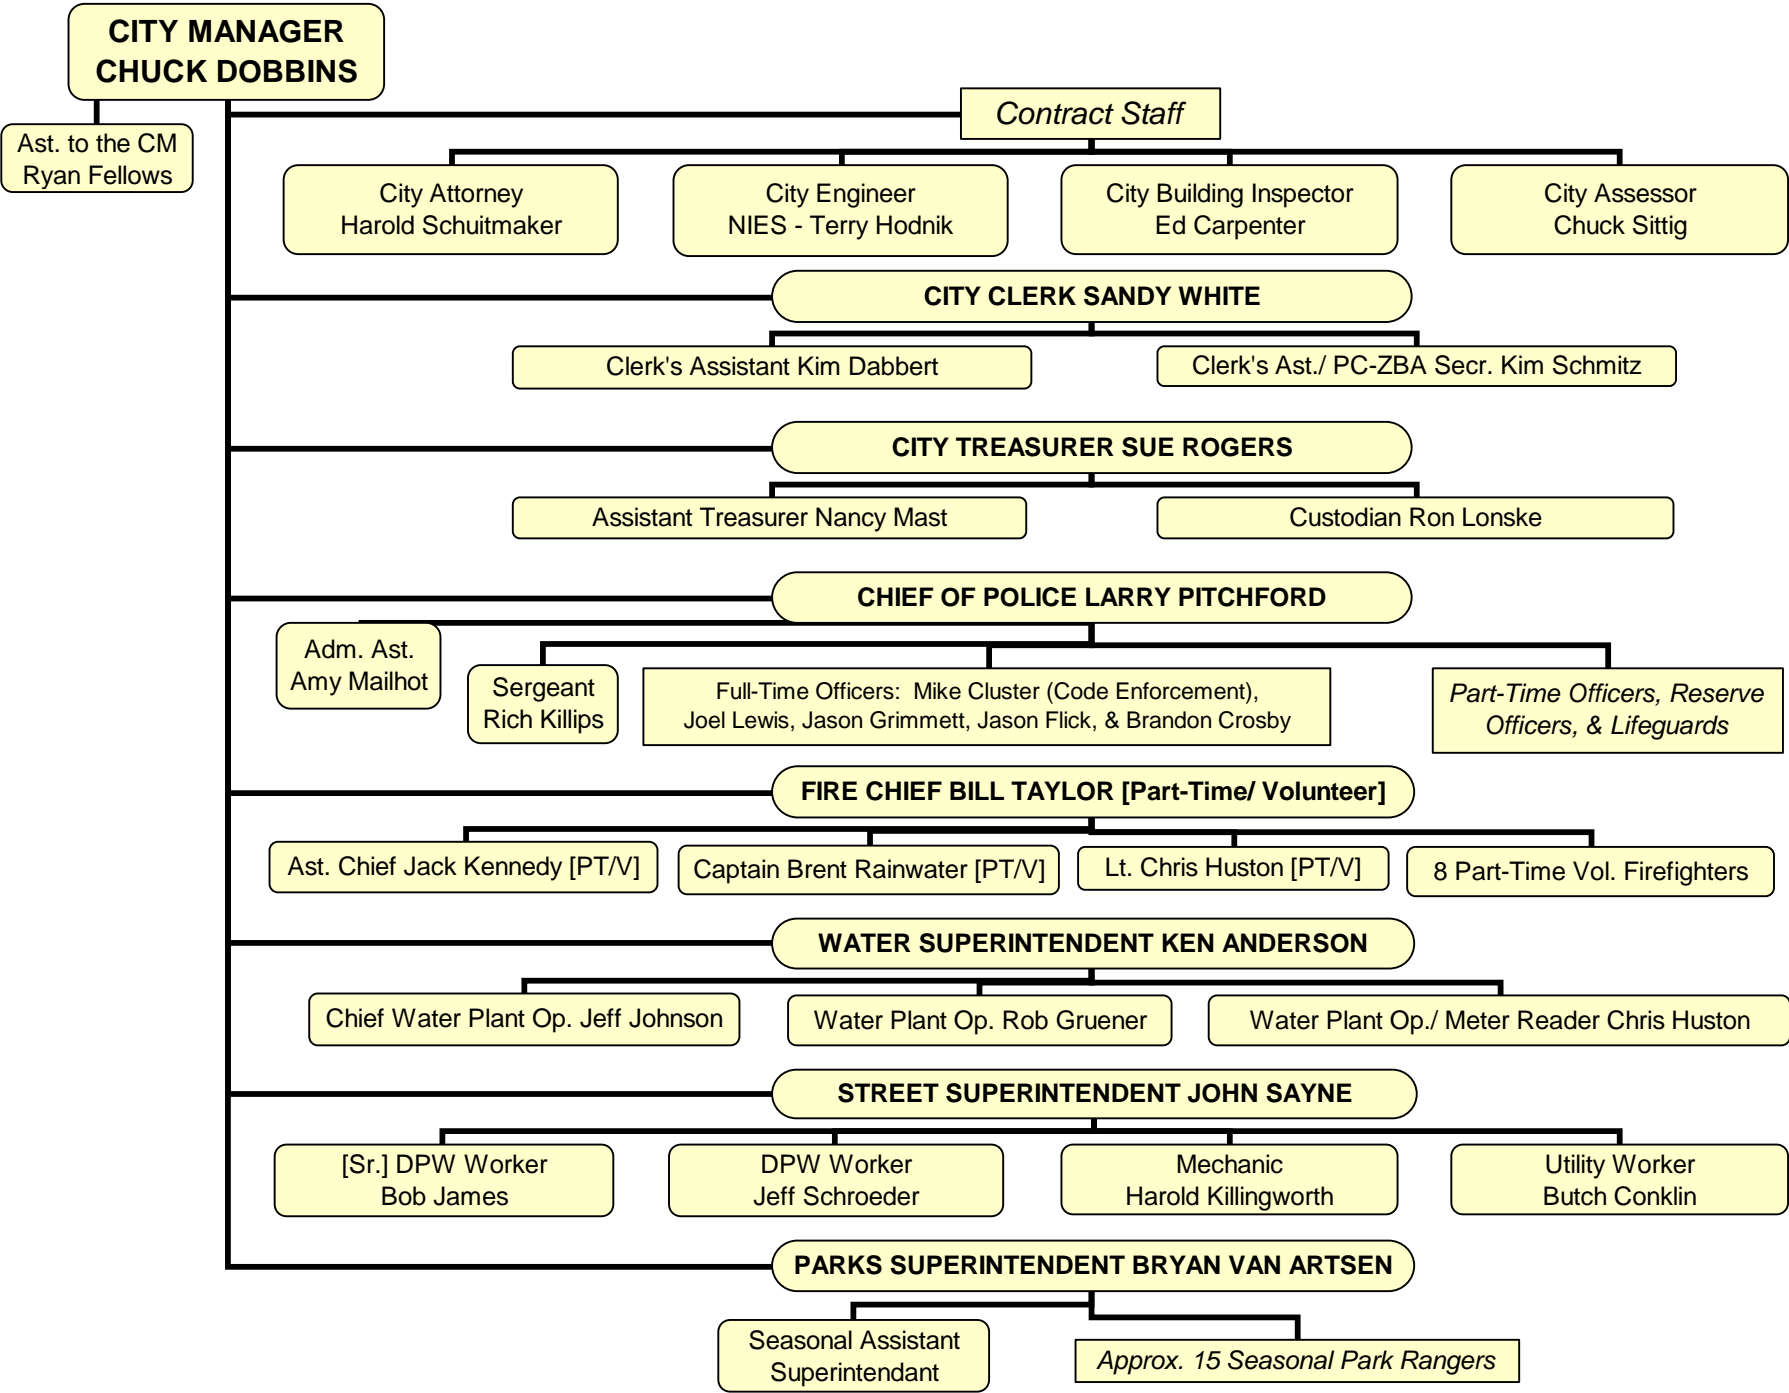 CITY MANAGER
CHUCK DOBBINS
Ast. to the CM
Ryan Fellows
Contract Staff
City Attorney
Harold Schuitmaker
City Engineer
NIES - Terry Hodnik
City Building Inspector
Ed Carpenter
City Assessor
Chuck Sittig
CITY CLERK SANDY WHITE
Clerk's Assistant Kim Dabbert
Clerk's Ast./ PC-ZBA Secr. Kim Schmitz
CITY TREASURER SUE ROGERS
Assistant Treasurer Nancy Mast
Custodian Ron Lonske
CHIEF OF POLICE LARRY PITCHFORD
Adm. Ast.
Amy Mailhot
Sergeant
Rich Killips
Full-Time Officers:  Mike Cluster (Code Enforcement),
Joel Lewis, Jason Grimmett, Jason Flick, & Brandon Crosby
Part-Time Officers, Reserve
Officers, & Lifeguards
FIRE CHIEF BILL TAYLOR [Part-Time/ Volunteer]
Ast. Chief Jack Kennedy [PT/V]
Captain Brent Rainwater [PT/V]
Lt. Chris Huston [PT/V]
8 Part-Time Vol. Firefighters
WATER SUPERINTENDENT KEN ANDERSON
Chief Water Plant Op. Jeff Johnson
Water Plant Op. Rob Gruener
Water Plant Op./ Meter Reader Chris Huston
STREET SUPERINTENDENT JOHN SAYNE
[Sr.] DPW Worker
Bob James
DPW Worker
Jeff Schroeder
Mechanic
Harold Killingworth
Utility Worker
Butch Conklin
PARKS SUPERINTENDENT BRYAN VAN ARTSEN
Seasonal Assistant
Superintendant
Approx. 15 Seasonal Park Rangers